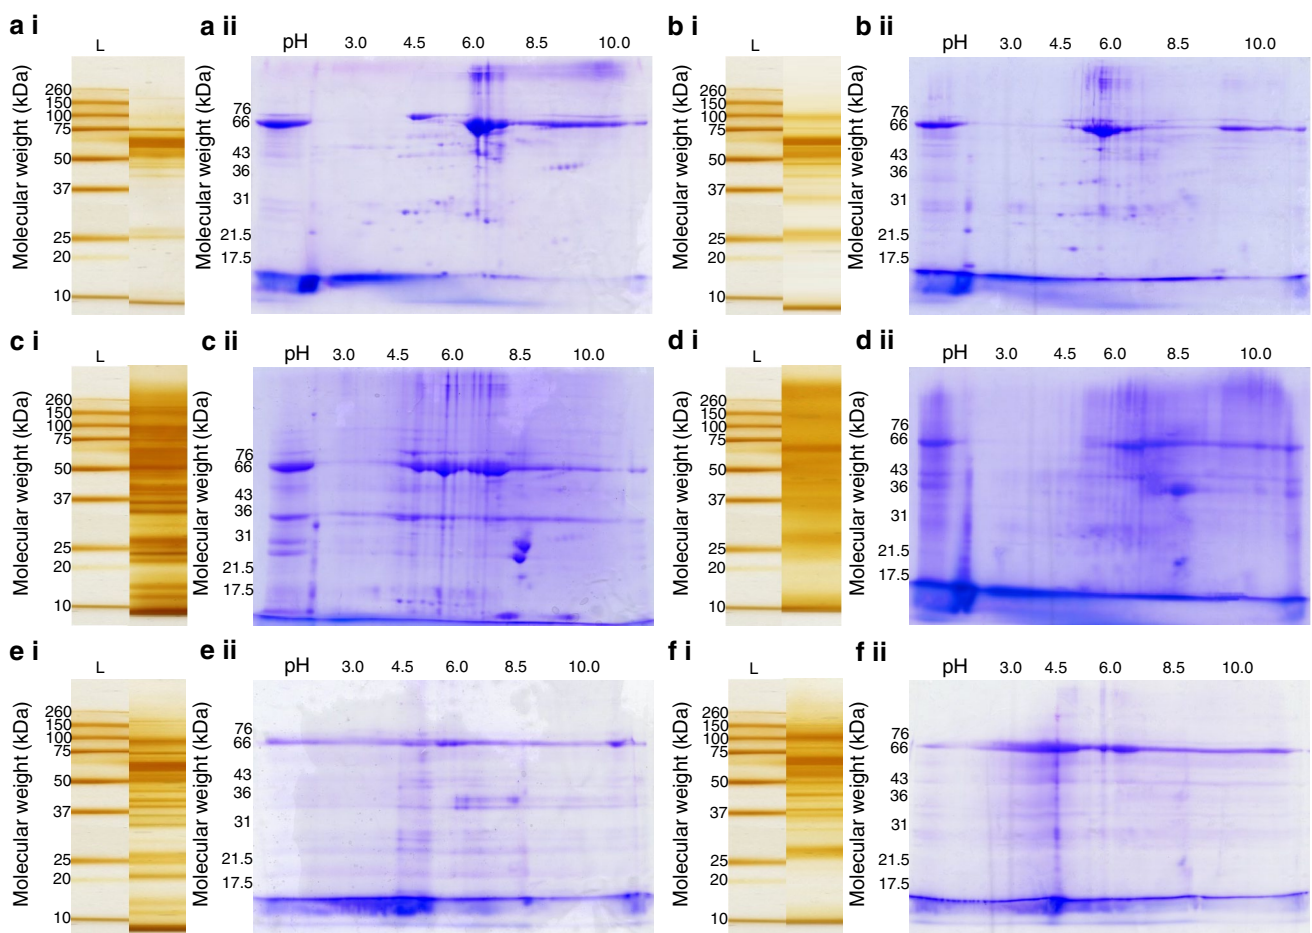 a i
a ii
b i
b ii
L
pH 3.0 4.5 6.0 8.5 10.0
L
pH 3.0 4.5 6.0 8.5 10.0
Molecular weight (kDa)
260
150
100
75
50
37
25
20
10
Molecular weight (kDa)
76
66
43
36
31
21.5
17.5
Molecular weight (kDa)
260
150
100
75
50
37
25
20
10
Molecular weight (kDa)
76
66
43
36
31
21.5
17.5
c i
c ii
d i
d ii
L
pH 3.0 4.5 6.0 8.5 10.0
L
pH 3.0 4.5 6.0 8.5 10.0
Molecular weight (kDa)
260
150
100
75
50
37
25
20
10
Molecular weight (kDa)
76
66
43
36
31
21.5
17.5
Molecular weight (kDa)
260
150
100
75
50
37
25
20
10
Molecular weight (kDa)
76
66
43
36
31
21.5
17.5
e i
e ii
f i
f ii
L
pH 3.0 4.5 6.0 8.5 10.0
L
pH 3.0 4.5 6.0 8.5 10.0
Molecular weight (kDa)
260
150
100
75
50
37
25
20
10
Molecular weight (kDa)
76
66
43
36
31
21.5
17.5
Molecular weight (kDa)
260
150
100
75
50
37
25
20
10
Molecular weight (kDa)
76
66
43
36
31
21.5
17.5